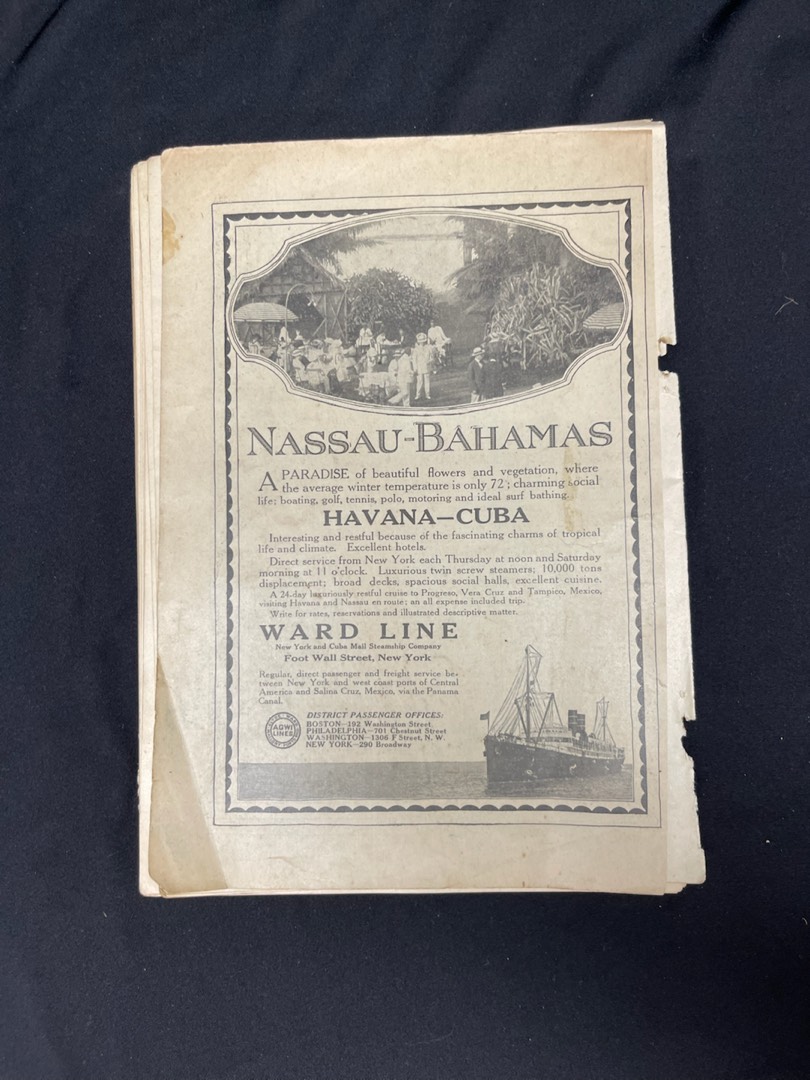 NASSAU-BAHAMAS
A PARADISE of beautiful flowers and vegetation, where
the average winter temperature is only 72°; charming social
life; boating, golf, tennis, polo, motoring and ideal surf bathing.
HAVANA—CUBA
Interesting and restful because of the fascinating charms of tropical
life and climate. Excellent hotels.
Direct service from New York each Thursday at noon and Saturday
morning at 11 o'clock. Luxurious twin screw steamers; 10,000 tons
displacement; broad decks, spacious social halls, excellent cuisine.
A 24-day luxuriously restful cruise to Progreso, Vera Cruz and Tampico, Mexico,
visiting Havana and Nassau en route; an all expense included trip.
Write for rates, reservations and illustrated descriptive matter.
WARD LINE
New York and Cuba Mail Steamship Company
Foot Wall Street, New York
Regular, direct passenger and freight service be-
tween New York and west coast ports of Central
America and Salina Cruz, Mexico, via the Panama
Canal.
AGWI
LINES
DISTRICT PASSENGER OFFICES:
BOSTON—192 Washington Street
PHILADELPHIA—701 Chestnut Street
WASHINGTON—1306 F Street, N. W.
NEW YORK—290 Broadway